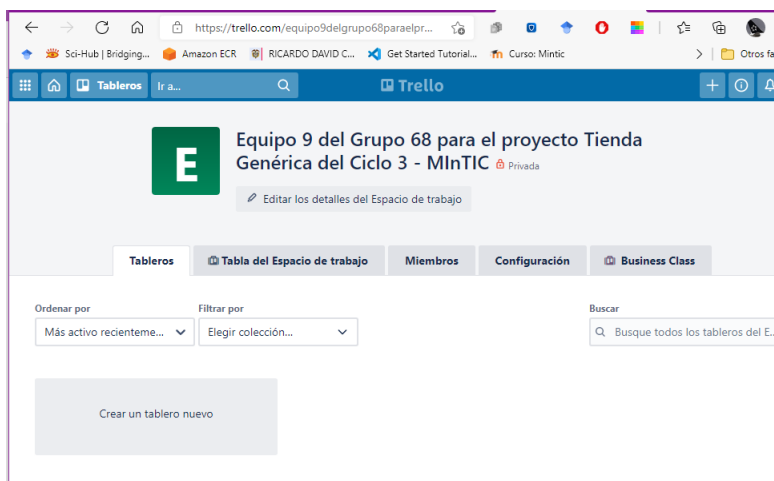 https://trello.com/equipo9delgrupo68paraelpr...
Sci-Hub | Bridging... Amazon ECR RICARDO DAVID C... Get Started Tutorial... Curso: Mintic Otros fa
Tableros Ir a... Trello
E
Equipo 9 del Grupo 68 para el proyecto Tienda
Genérica del Ciclo 3 - MInTIC Privada
Editar los detalles del Espacio de trabajo
Tableros Tabla del Espacio de trabajo Miembros Configuración Business Class
Ordenar por Filtrar por Buscar
Más activo recienteme... Elegir colección... Busque todos los tableros del E...
Crear un tablero nuevo